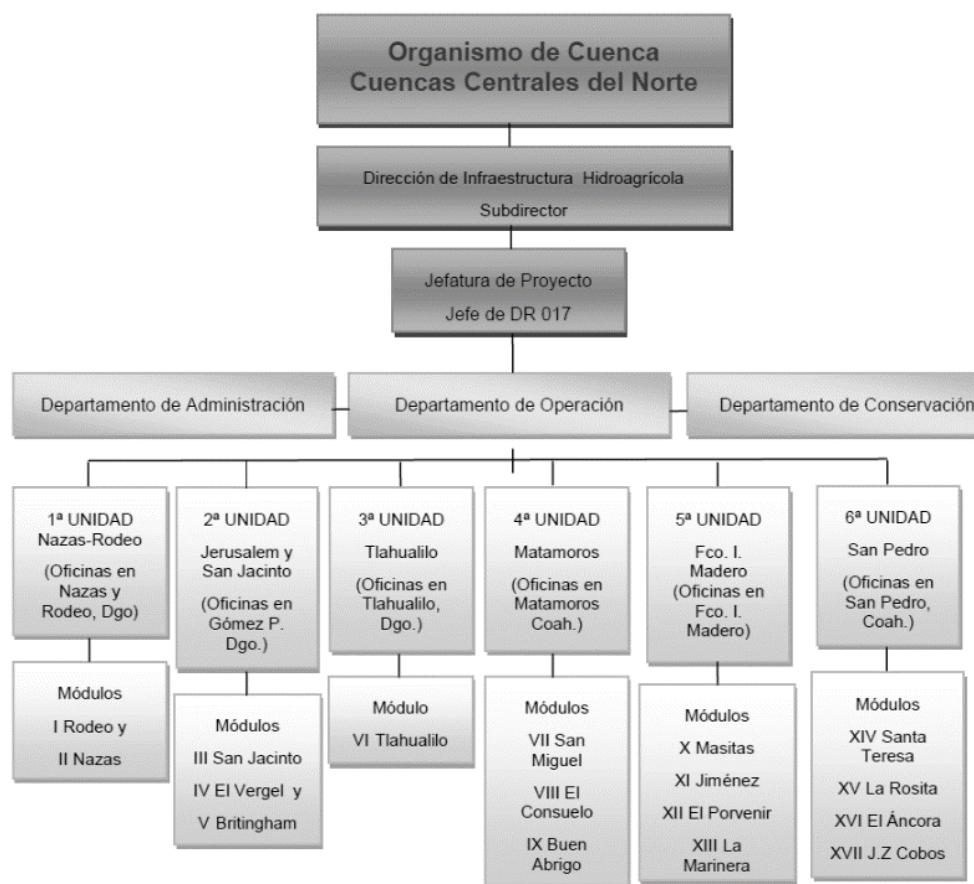 Organismo de Cuenca
Cuencas Centrales del Norte
Dirección de Infraestructura Hidroagrícola
Subdirector
Jefatura de Proyecto
Jefe de DR 017
Departamento de Administración
Departamento de Operación
Departamento de Conservación
1ª UNIDAD
Nazas-Rodeo
(Oficinas en
Nazas y
Rodeo, Dgo)
2ª UNIDAD
Jerusalem y
San Jacinto
(Oficinas en
Gómez P.
Dgo.)
3ª UNIDAD
Tlahualilo
(Oficinas en
Tlahualilo,
Dgo.)
4ª UNIDAD
Matamoros
(Oficinas en
Matamoros
Coah.)
5ª UNIDAD
Fco. I.
Madero
(Oficinas en
Fco. I.
Madero)
6ª UNIDAD
San Pedro
(Oficinas en
San Pedro,
Coah.)
Módulos
I Rodeo y
II Nazas
Módulos
III San Jacinto
IV El Vergel y
V Britingham
Módulo
VI Tlahualilo
Módulos
VII San
Miguel
VIII El
Consuelo
IX Buen
Abrigo
Módulos
X Masitas
XI Jiménez
XII El Porvenir
XIII La
Marinera
Módulos
XIV Santa
Teresa
XV La Rosita
XVI El Áncora
XVII J.Z Cobos